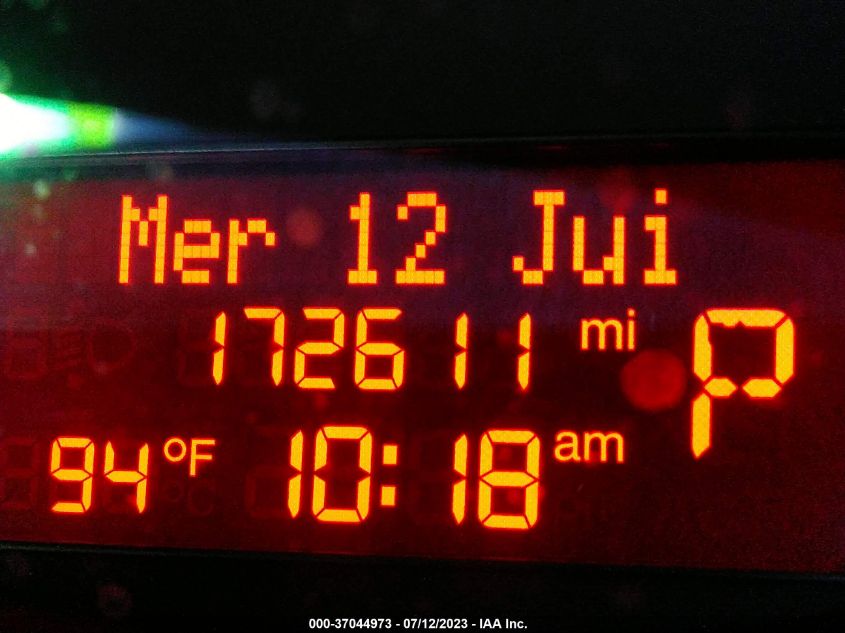 Mer 12 Jui
172611 mi P
94 °F 10:18 am
000-37044973 - 07/12/2023 - IAA Inc.